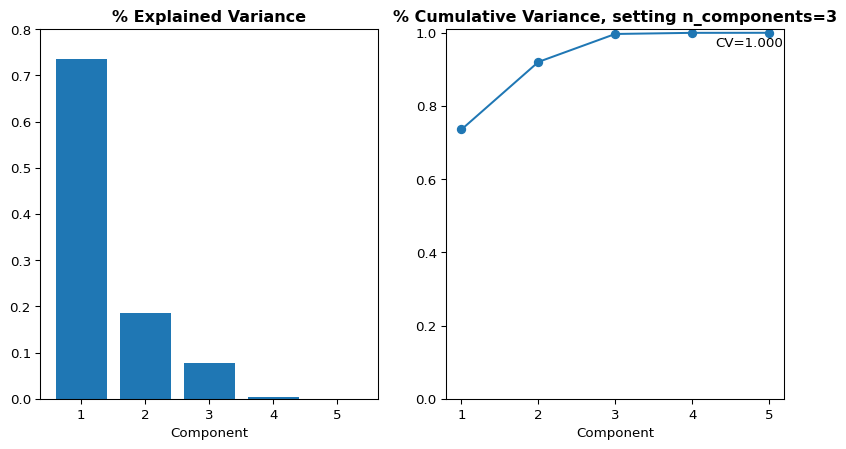 % Explained Variance
0.8
0.7
0.6
0.5
0.4
0.3
0.2
0.1
0.0
1 2 3 4 5
Component
% Cumulative Variance, setting n_components=3
1.0
0.8
0.6
0.4
0.2
0.0
CV=1.000
1 2 3 4 5
Component